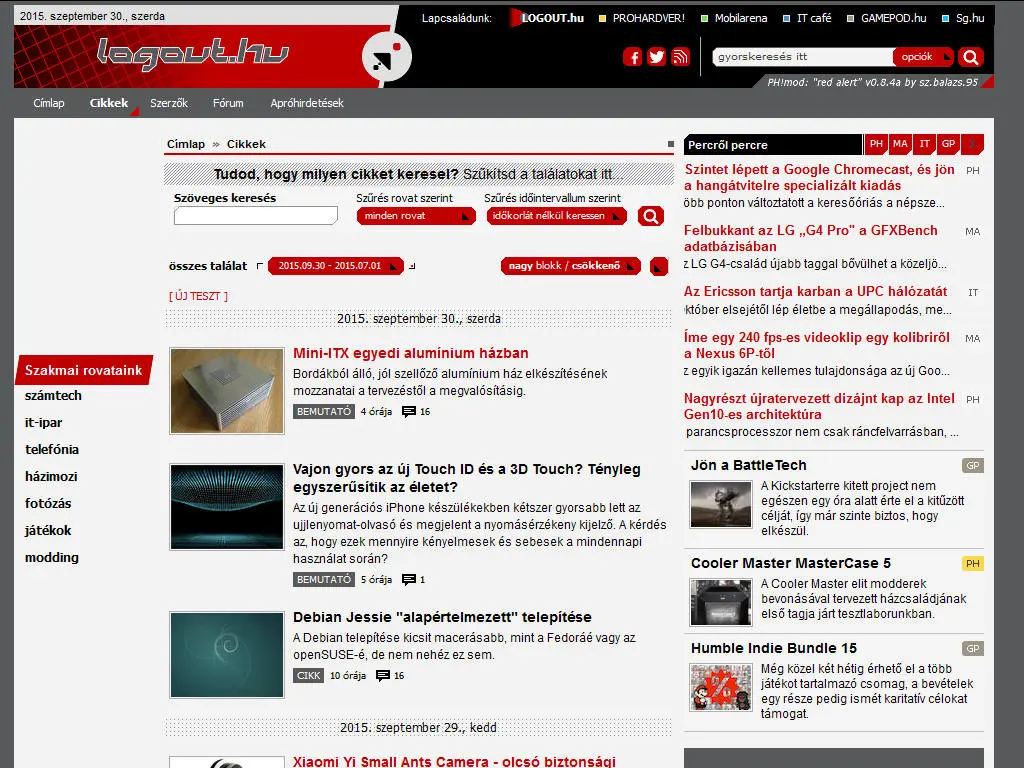 2015. szeptember 30., szerda
Lapcsaládunk:
LOGOUT.hu
PROHARDVER!
Mobilarena
IT café
GAMEPOD.hu
Sg.hu
logout.hu
gyorskeresés itt
opciók
PH!mod: "red alert" v0.8.4a by sz.balazs.95
Címlap
Cikkek
Szerzők
Fórum
Apróhirdetések
Szakmai rovataink
számtech
it-ipar
telefónia
házimozi
fotózás
játékok
modding
Címlap » Cikkek
Tudod, hogy milyen cikket keresel? Szűkítsd a találatokat itt...
Szöveges keresés
Szűrés rovat szerint
Szűrés időintervallum szerint
minden rovat
időkorlát nélkül keressen
összes találat
2015.09.30 - 2015.07.01
nagy blokk / csökkenő
[ ÚJ TESZT ]
2015. szeptember 30., szerda
Mini-ITX egyedi alumínium házban
Bordákból álló, jól szellőző alumínium ház elkészítésének
mozzanatai a tervezéstől a megvalósításig.
BEMUTATÓ 4 órája 16
Vajon gyors az új Touch ID és a 3D Touch? Tényleg
egyszerűsítik az életet?
Az új generációs iPhone készülékekben kétszer gyorsabb lett az
ujjlenyomat-olvasó és megjelent a nyomásérzékeny kijelző. A kérdés
az, hogy ezek mennyire kényelmesek és sebesek a mindennapi
használat során?
BEMUTATÓ 5 órája 1
Debian Jessie "alapértelmezett" telepítése
A Debian telepítése kicsit macerásabb, mint a Fedoráé vagy az
openSUSE-é, de nem nehéz ez sem.
CIKK 10 órája 16
2015. szeptember 29., kedd
Xiaomi Yi Small Ants Camera - olcsó biztonsági
Percről percre
PH MA IT GP
Szintet lépett a Google Chromecast, és jön
a hangátvitelre specializált kiadás
PH
öbb ponton változtatott a keresőóriás a népsze...
Felbukkant az LG „G4 Pro" a GFXBench
adatbázisában
MA
z LG G4-család újabb taggal bővülhet a közeljö...
Az Ericsson tartja karban a UPC hálózatát
IT
któber elsejétől lép életbe a megállapodás, me...
Íme egy 240 fps-es videoklip egy kolibriről
a Nexus 6P-től
MA
z egyik igazán kellemes tulajdonsága az új Goo...
Nagyrészt újratervezett dizájnt kap az Intel
Gen10-es architektúra
PH
parancsprocesszor nem csak ráncfelvarrásban, ...
Jön a BattleTech
GP
A Kickstarterre kitett project nem
egészen egy óra alatt érte el a kitűzött
célját, így már szinte biztos, hogy
elkészül.
Cooler Master MasterCase 5
PH
A Cooler Master elit modderek
bevonásával tervezett házcsaládjának
első tagja járt tesztlaborunkban.
Humble Indie Bundle 15
GP
Még közel két hétig érhető el a több
játékot tartalmazó csomag, a bevételek
egy része pedig ismét karitatív célokat
támogat.